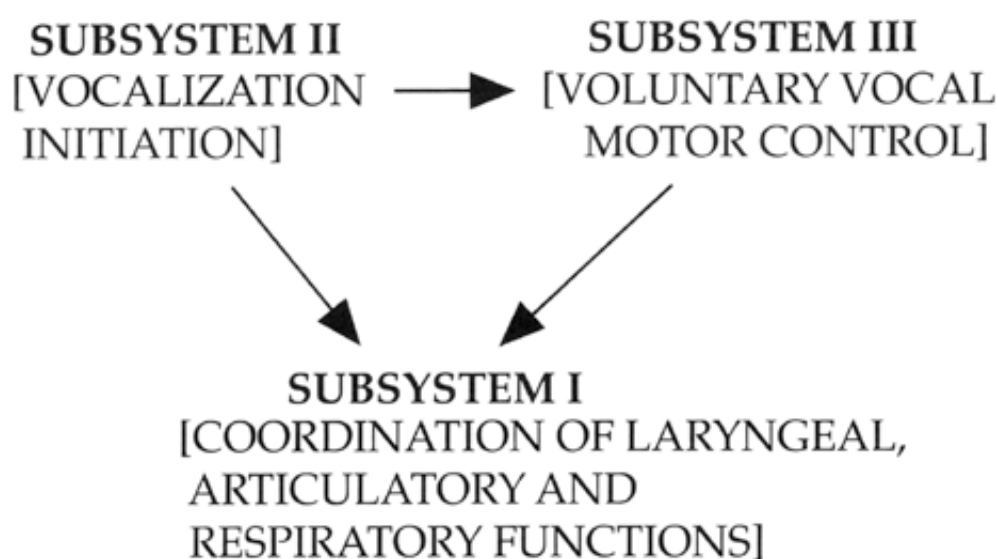 SUBSYSTEM II
[VOCALIZATION
INITIATION]
SUBSYSTEM III
[VOLUNTARY VOCAL
MOTOR CONTROL]
SUBSYSTEM I
[COORDINATION OF LARYNGEAL,
ARTICULATORY AND
RESPIRATORY FUNCTIONS]